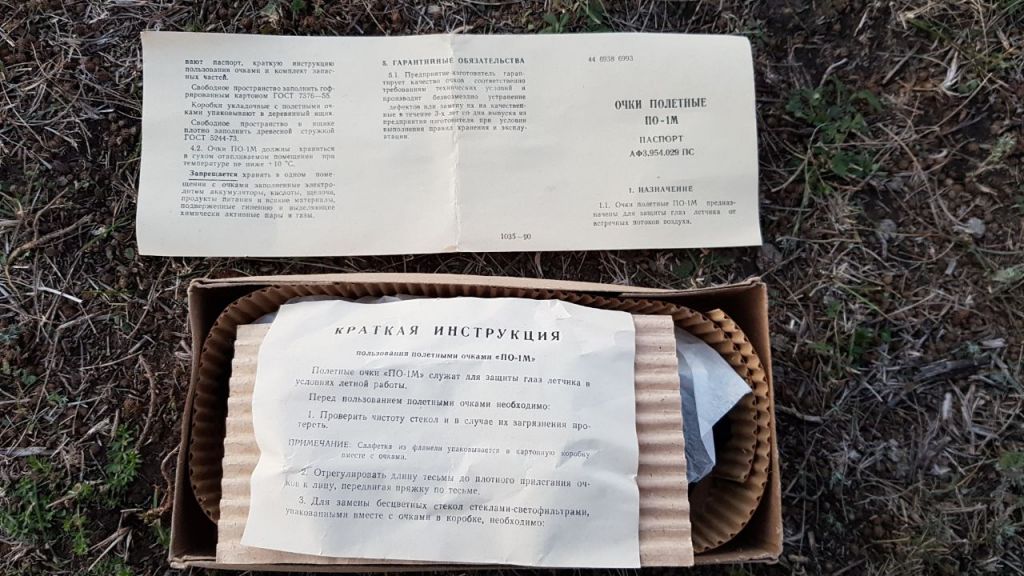 вают паспорт, краткую инструкцию
пользования очками и комплект запас-
ных частей.
Свободное пространство заполнить гоф-
рированным картоном ГОСТ 7376—55.
Коробки укладочные с полетными оч-
ками упаковывают в деревянный ящик.
Свободное пространство в ящике
плотно заполнить древесной стружкой
ГОСТ 5244-73.
4.2. Очки ПО-1М должны храниться
в сухом отапливаемом помещении при
температуре не ниже +10 °С.
Запрещается хранить в одном поме-
щении с очками заполненные электро-
литом аккумуляторы, кислоты, щелочи,
продукты питания и всякие материалы,
подверженные гниению и выделяющие
химически активные пары и газы.
5. ГАРАНТИЙНЫЕ ОБЯЗАТЕЛЬСТВА
5.1. Предприятие-изготовитель гаран-
тирует качество очков соответственно
требованиям технических условий и
производит безвозмездно устранение
дефектов или замену их на качествен-
ные в течение 3-х лет со дня выпуска из
предприятия изготовителя при условии
выполнения правил хранения и эксплу-
атации.
1035—90
44 6938 6993
ОЧКИ ПОЛЕТНЫЕ
ПО-1М
ПАСПОРТ
АФ3.954.029 ПС
1. НАЗНАЧЕНИЕ
1.1. Очки полетные ПО-1М предназ-
начены для защиты глаз летчика от
встречных потоков воздуха.
КРАТКАЯ ИНСТРУКЦИЯ
пользования полетными очками «ПО-1М»
Полетные очки «ПО-1М» служат для защиты глаз летчика в
условиях летной работы.
Перед пользованием полетными очками необходимо:
1. Проверить чистоту стекол и в случае их загрязнения про-
тереть.
ПРИМЕЧАНИЕ: Салфетка из фланели упаковывается в картонную коробку
вместе с очками.
2. Отрегулировать длину тесьмы до плотного прилегания оч-
ков к лицу, передвигая пряжку по тесьме.
3. Для замены бесцветных стекол стеклами-светофильтрами,
упакованными вместе с очками в коробке, необходимо: